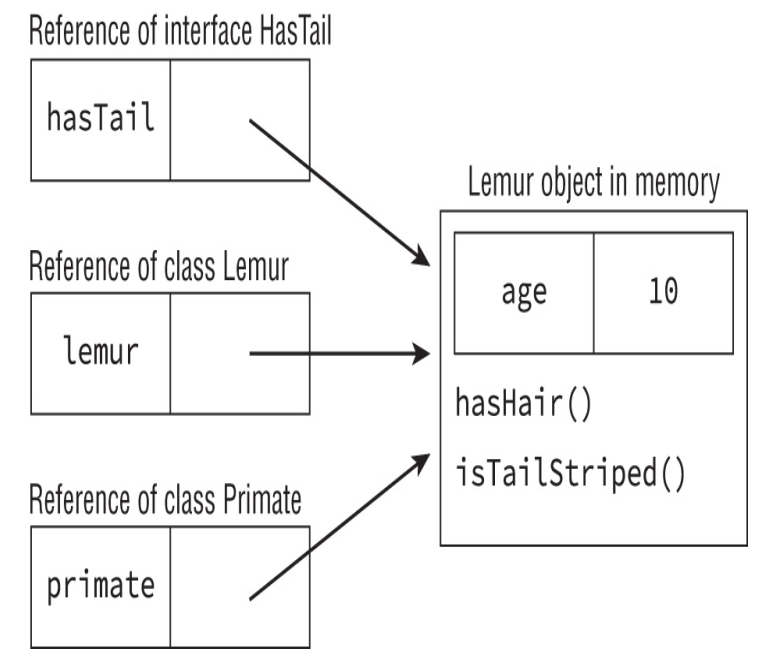 Reference of interface HasTail
hasTail
Lemur object in memory
age 10
hasHair()
isTailStriped()
Reference of class Lemur
lemur
Reference of class Primate
primate